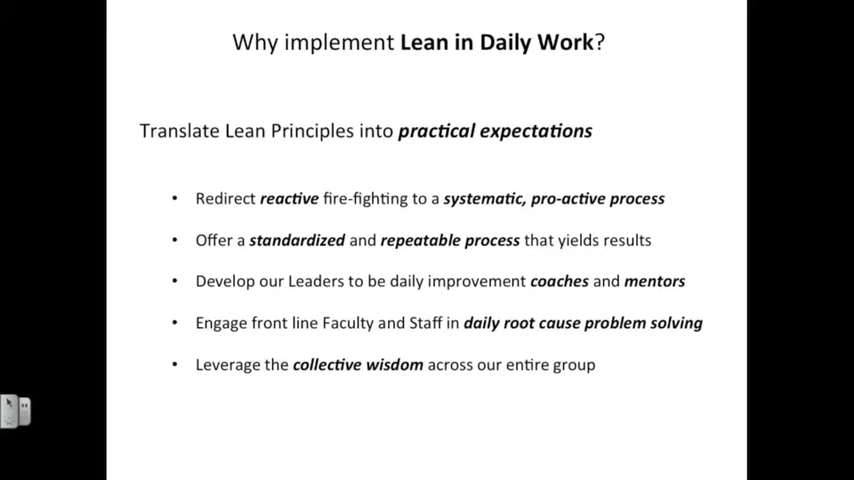 Why implement Lean in Daily Work?
Translate Lean Principles into practical expectations
• Redirect reactive fire-fighting to a systematic, pro-active process
• Offer a standardized and repeatable process that yields results
• Develop our Leaders to be daily improvement coaches and mentors
• Engage front line Faculty and Staff in daily root cause problem solving
• Leverage the collective wisdom across our entire group